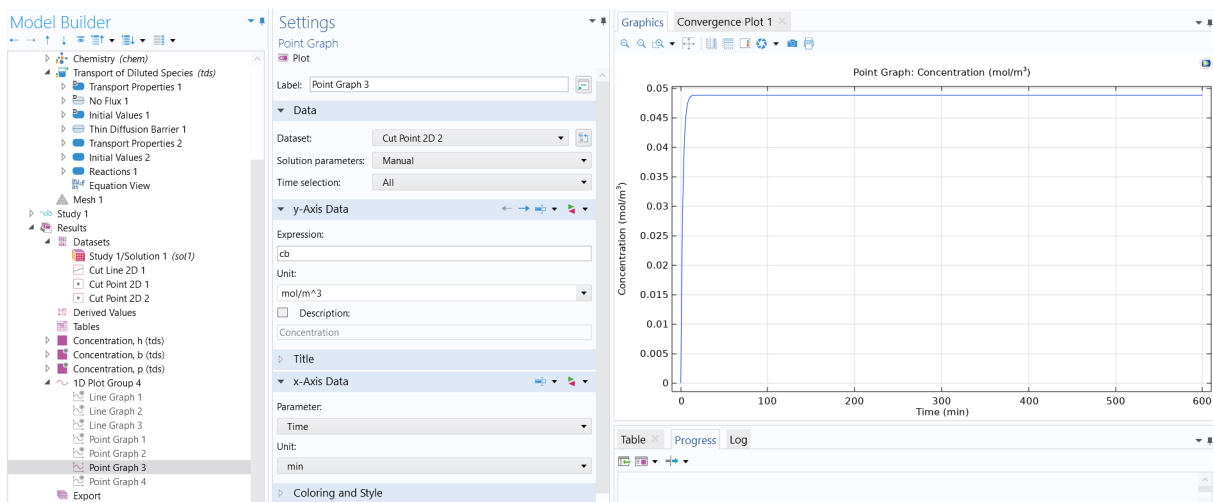 Model Builder
Chemistry (chem)
Transport of Diluted Species (tds)
Transport Properties 1
No Flux 1
Initial Values 1
Thin Diffusion Barrier 1
Transport Properties 2
Initial Values 2
Reactions 1
Equation View
Mesh 1
Study 1
Results
Datasets
Study 1/Solution 1 (sol1)
Cut Line 2D 1
Cut Point 2D 1
Cut Point 2D 2
Derived Values
Tables
Concentration, h (tds)
Concentration, b (tds)
Concentration, p (tds)
1D Plot Group 4
Line Graph 1
Line Graph 2
Line Graph 3
Point Graph 1
Point Graph 2
Point Graph 3
Point Graph 4
Export
Settings
Point Graph
Plot
Label: Point Graph 3
Data
Dataset: Cut Point 2D 2
Solution parameters: Manual
Time selection: All
y-Axis Data
Expression:
cb
Unit:
mol/m^3
Description:
Concentration
Title
x-Axis Data
Parameter:
Time
Unit:
min
Coloring and Style
Graphics Convergence Plot 1
Point Graph: Concentration (mol/m³)
0.05
0.045
0.04
0.035
0.03
0.025
0.02
0.015
0.01
0.005
0
Concentration (mol/m³)
0 100 200 300 400 500 600
Time (min)
Table Progress Log